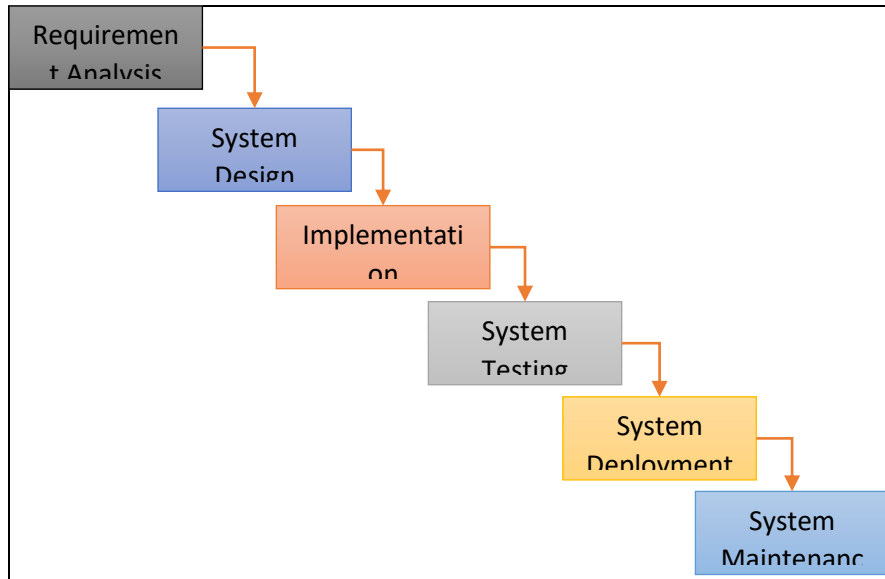 Requiremen
t Analysis
System
Design
Implementati
on
System
Testing
System
Deployment
System
Maintenanc